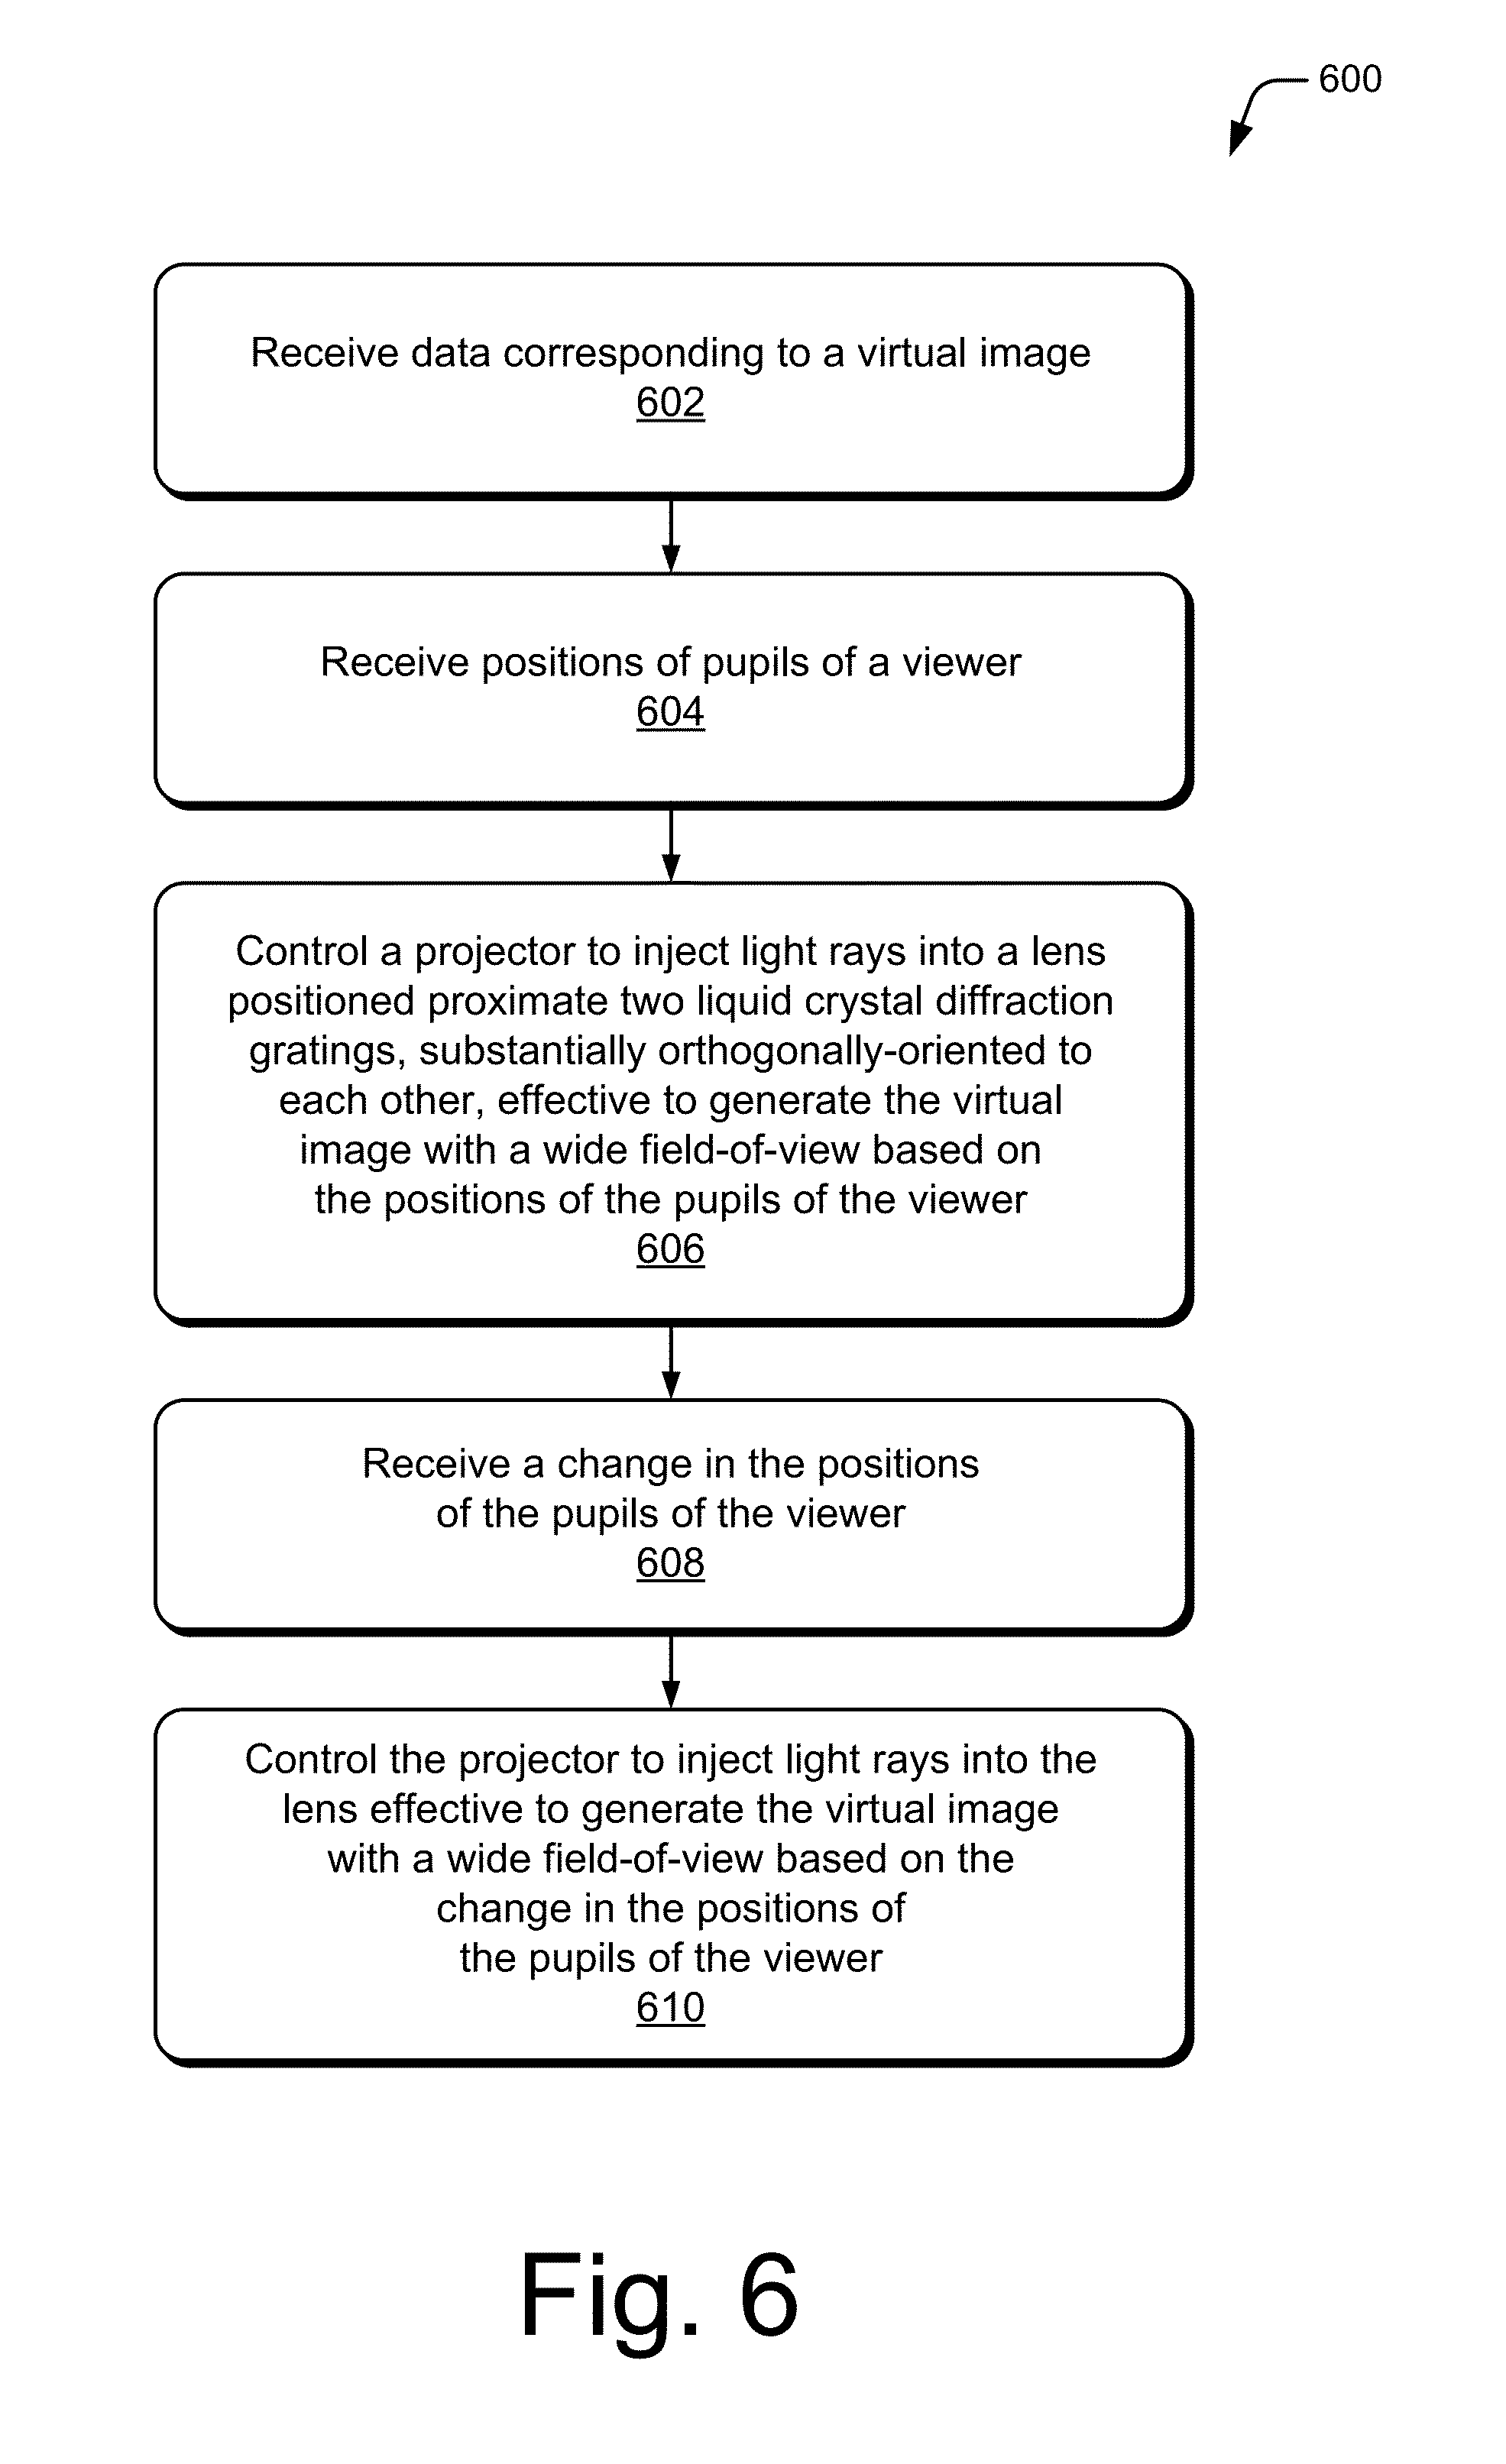 600
Receive data corresponding to a virtual image
602
Receive positions of pupils of a viewer
604
Control a projector to inject light rays into a lens
positioned proximate two liquid crystal diffraction
gratings, substantially orthogonally-oriented to
each other, effective to generate the virtual
image with a wide field-of-view based on
the positions of the pupils of the viewer
606
Receive a change in the positions
of the pupils of the viewer
608
Control the projector to inject light rays into the
lens effective to generate the virtual image
with a wide field-of-view based on the
change in the positions of
the pupils of the viewer
610
Fig. 6